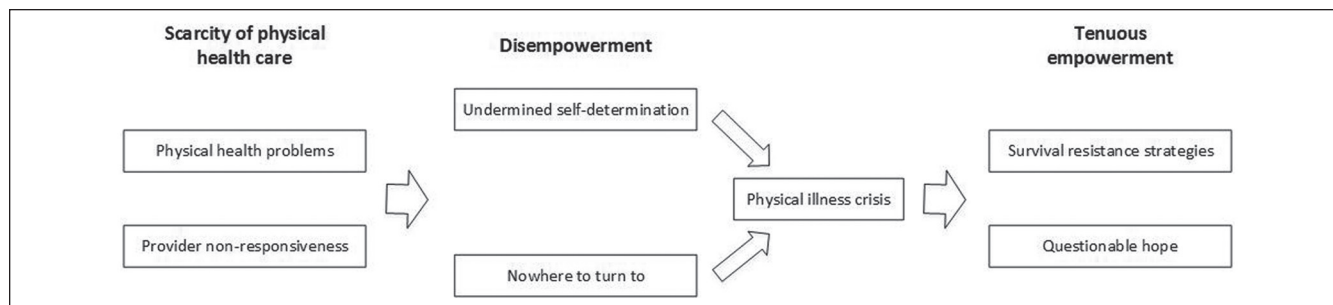 Scarcity of physical
health care
Physical health problems
Provider non-responsiveness
Disempowerment
Undermined self-determination
Nowhere to turn to
Physical illness crisis
Tenuous
empowerment
Survival resistance strategies
Questionable hope